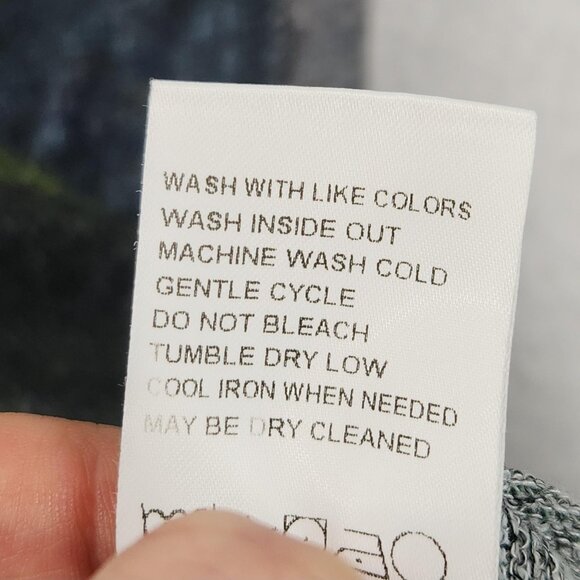 WASH WITH LIKE COLORS
WASH INSIDE OUT
MACHINE WASH COLD
GENTLE CYCLE
DO NOT BLEACH
TUMBLE DRY LOW
COOL IRON WHEN NEEDED
MAY BE DRY CLEANED